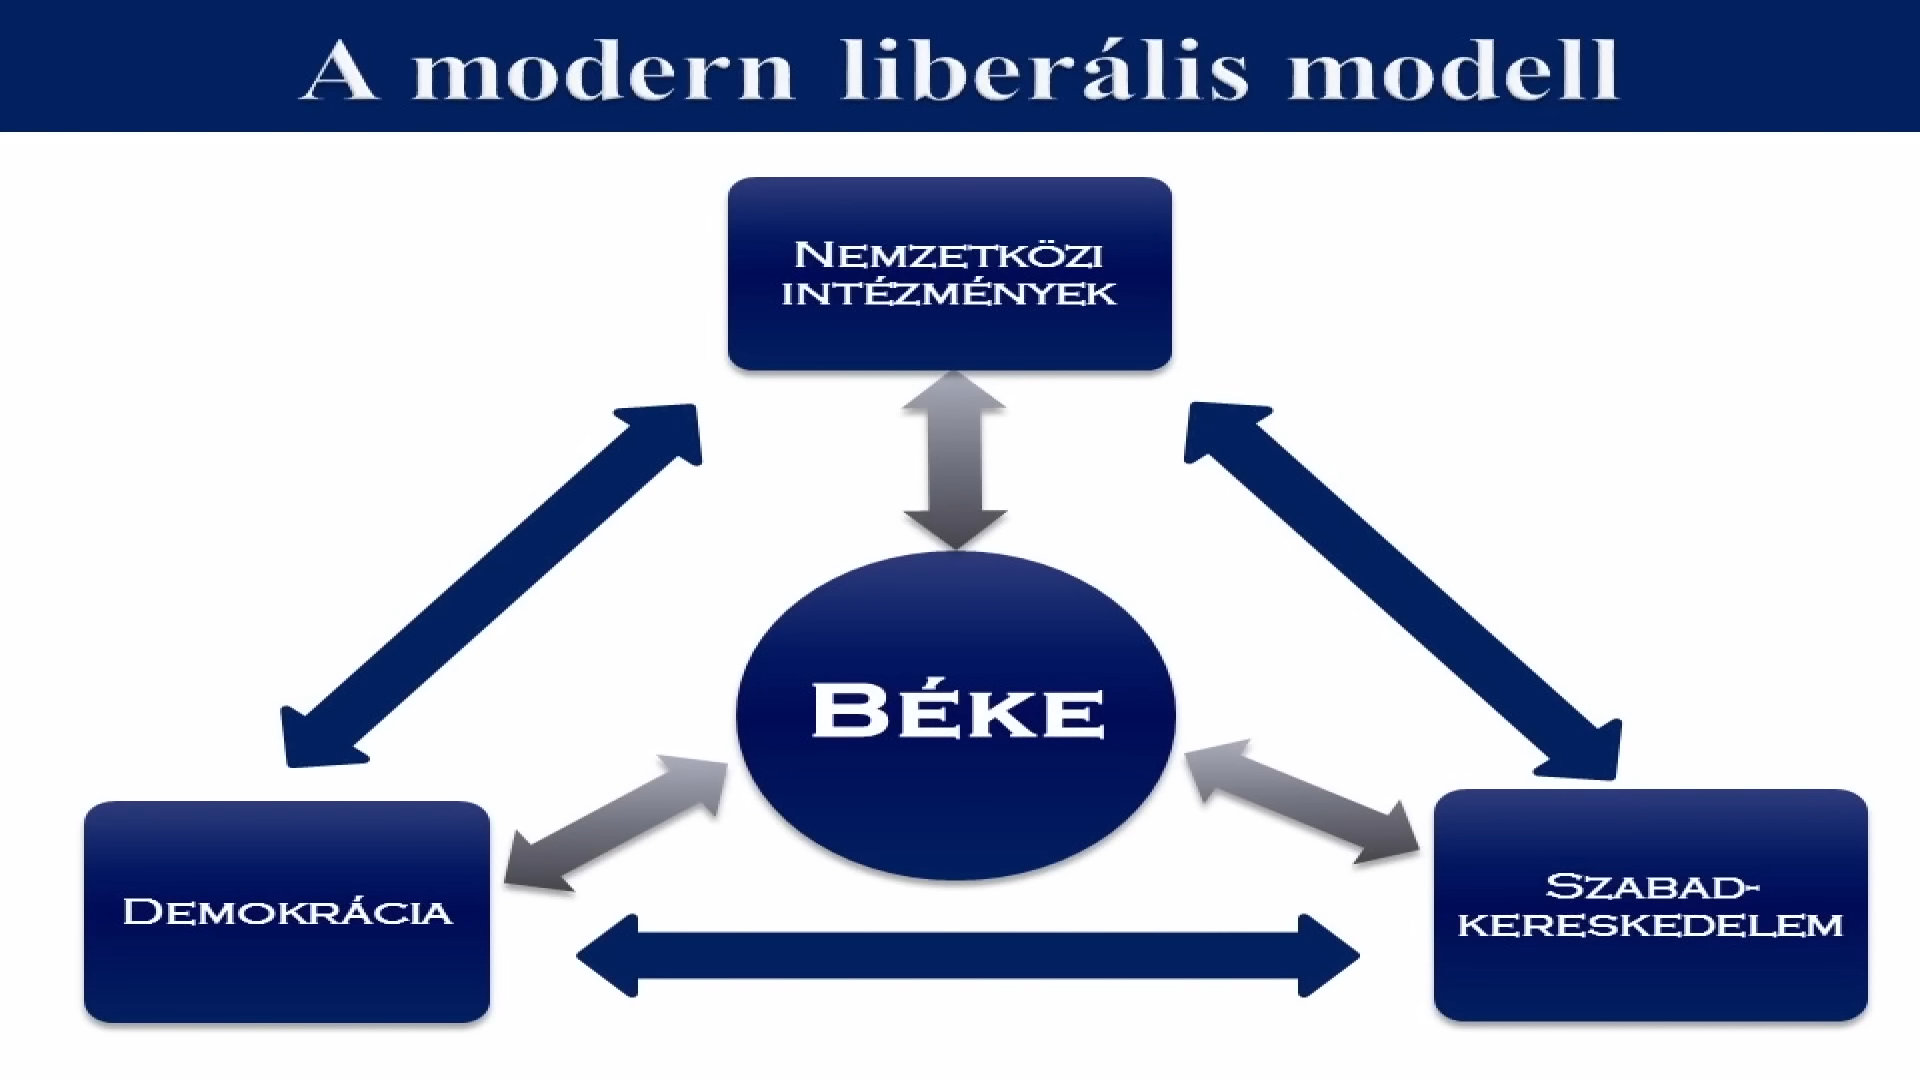 A modern liberális modell
Nemzetközi
intézmények
Béke
Demokrácia
Szabad-
kereskedelem